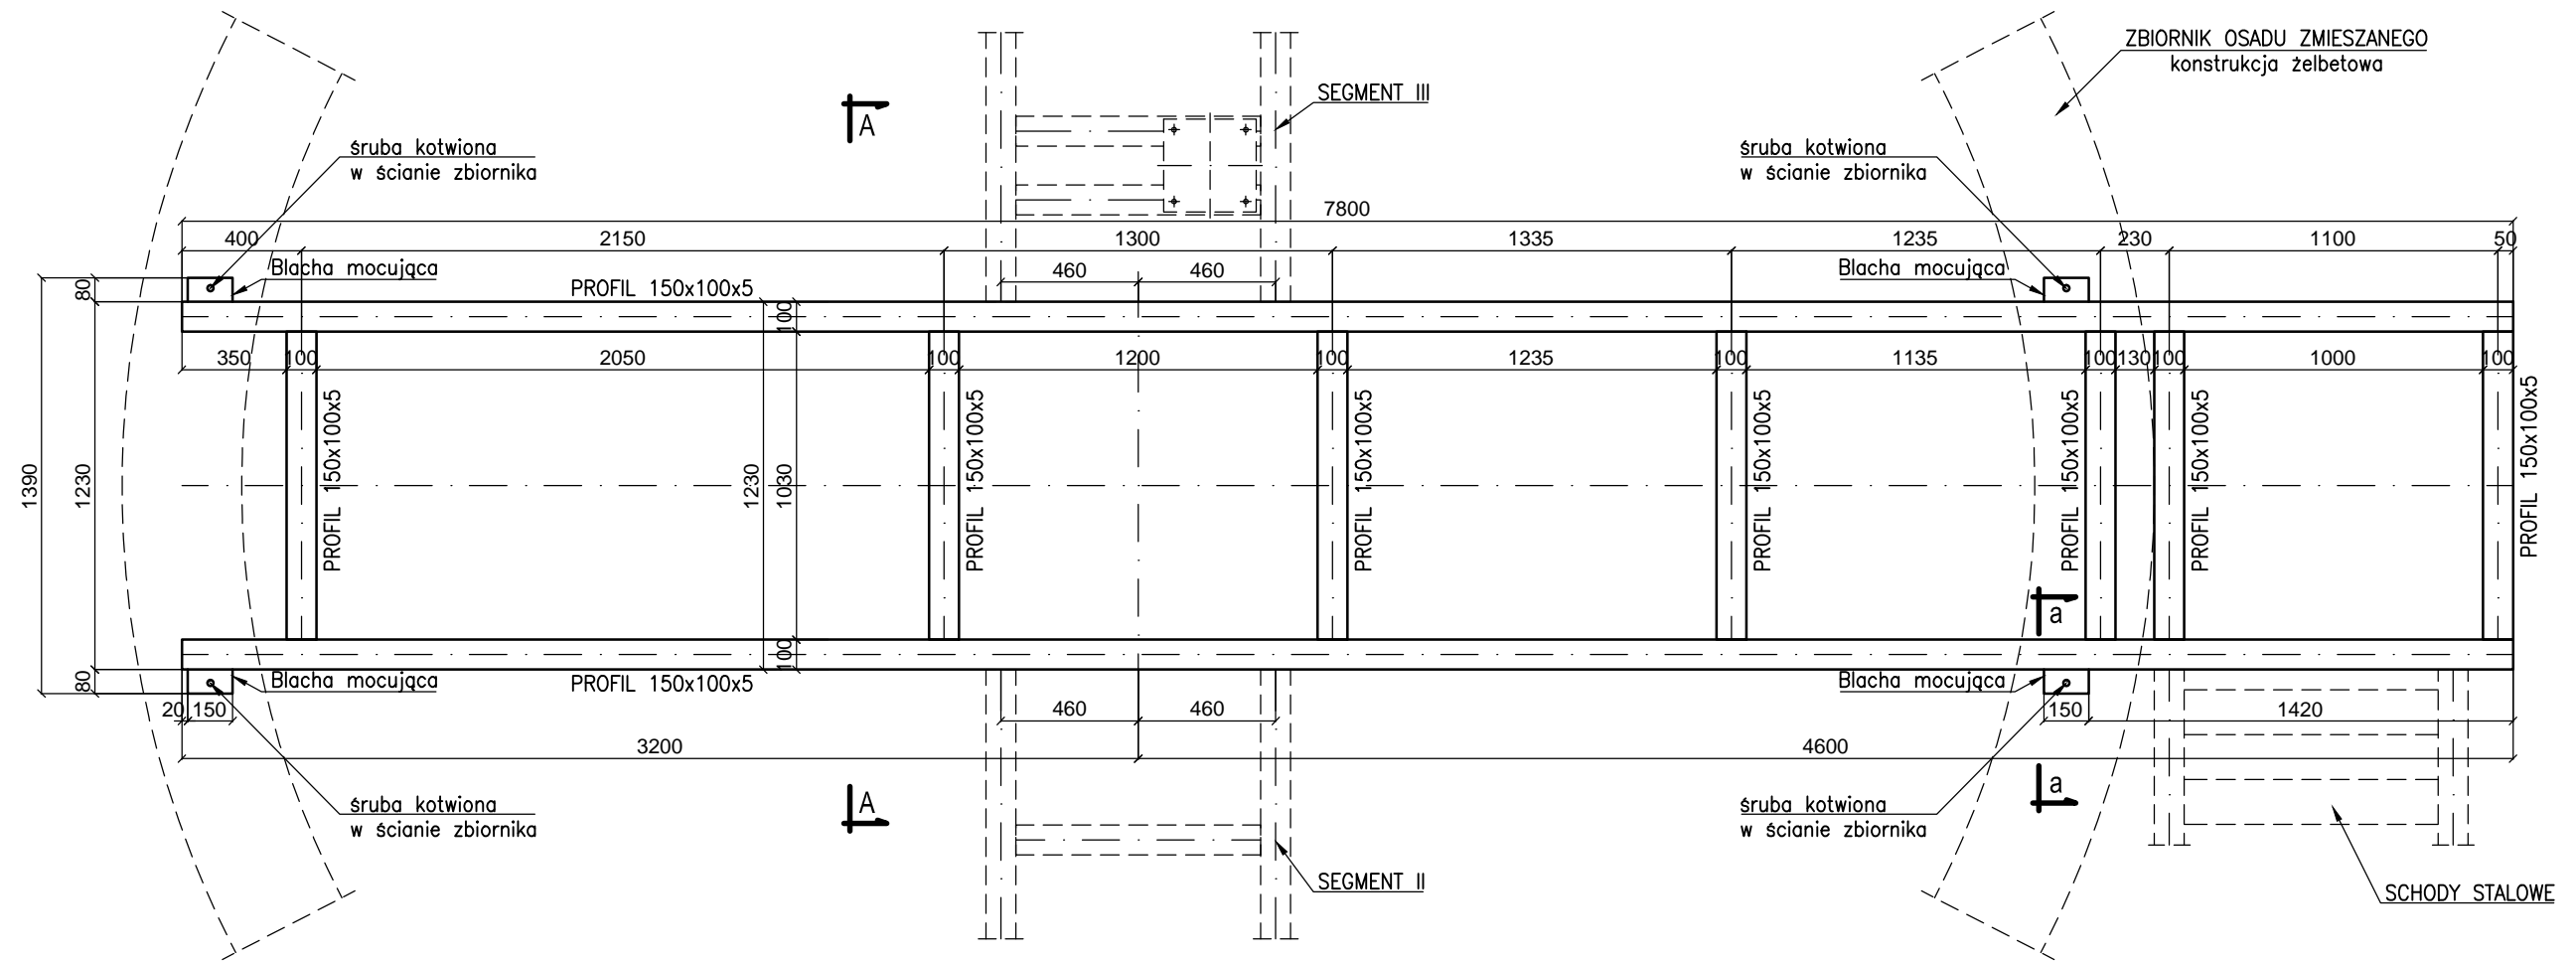 ZBIORNIK OSADU ZMIESZANEGO
konstrukcja żelbetowa
SEGMENT III
A
śruba kotwiona
w ścianie zbiornika
śruba kotwiona
w ścianie zbiornika
7800
400
2150
1300
1335
1235
230
1100
50
Blacha mocująca
PROFIL 150x100x5
460
460
Blacha mocująca
80
100
350
100
2050
100
1200
100
1235
100
1135
100
130
100
1000
100
1390
1230
1230
1030
PROFIL 150x100x5
PROFIL 150x100x5
PROFIL 150x100x5
PROFIL 150x100x5
PROFIL 150x100x5
PROFIL 150x100x5
PROFIL 150x100x5
a
100
80
Blacha mocująca
PROFIL 150x100x5
Blacha mocująca
20
150
460
460
150
1420
3200
4600
a
A
śruba kotwiona
w ścianie zbiornika
śruba kotwiona
w ścianie zbiornika
SEGMENT II
SCHODY STALOWE